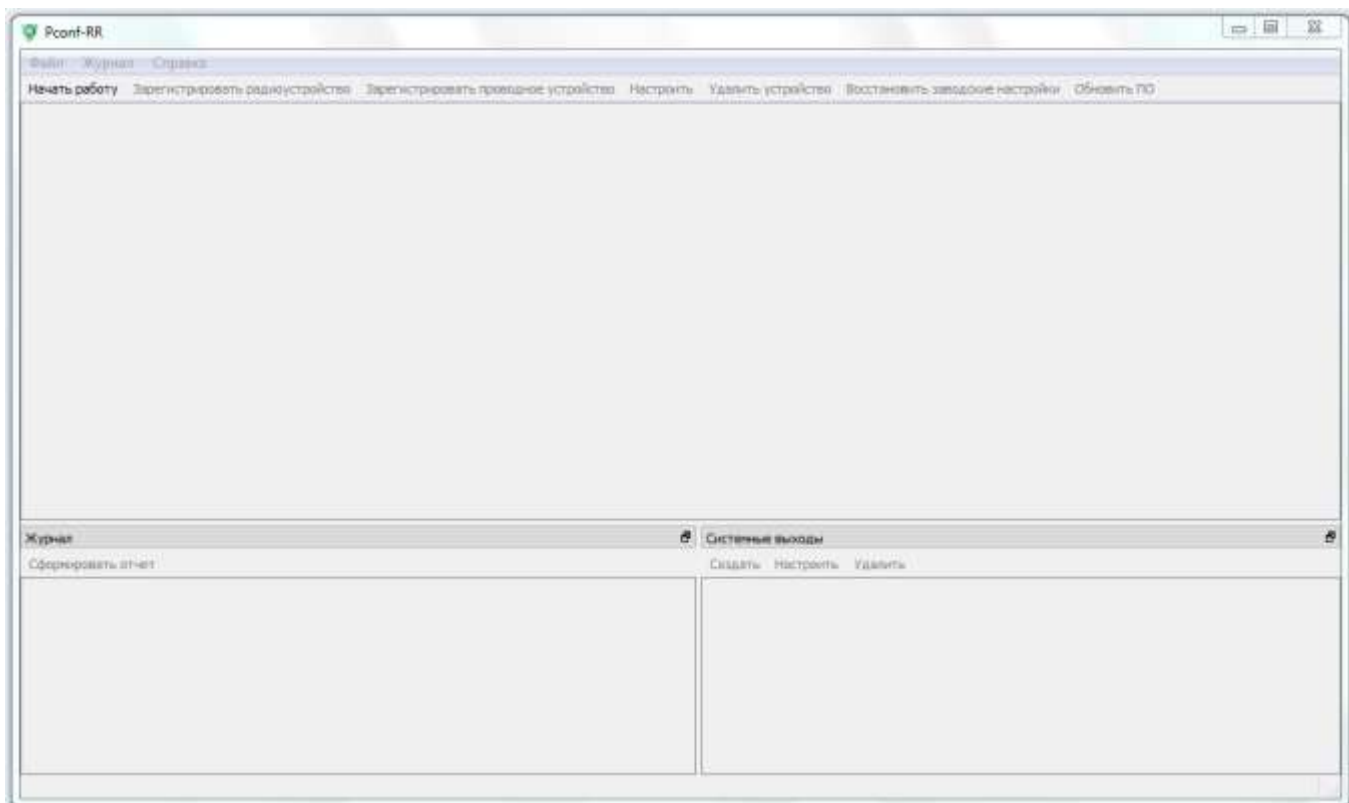 Pconf-RR
Файл Журнал Справка
Начать работу Зарегистрировать радиоустройство Зарегистрировать проводное устройство Настроить Удалить устройство Восстановить заводские настройки Обновить ПО
Журнал
Системные выходы
Сформировать отчет
Создать Настроить Удалить